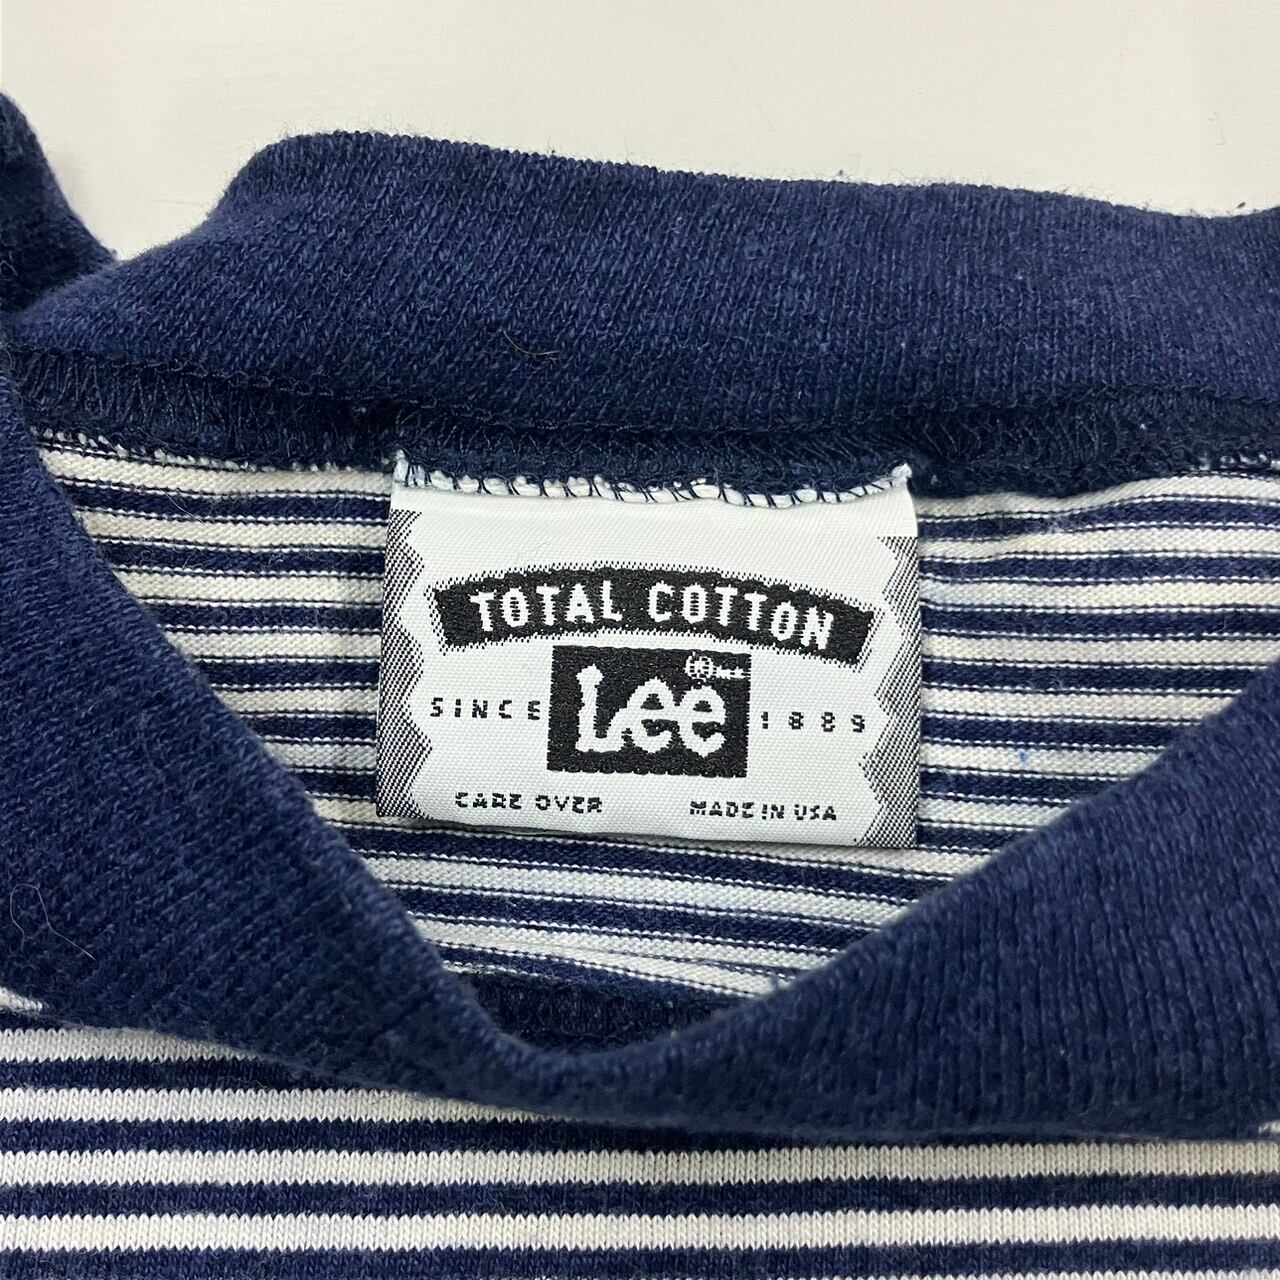 TOTAL COTTON
Lee ®
SINCE 1889
CARE OVER MADE IN USA